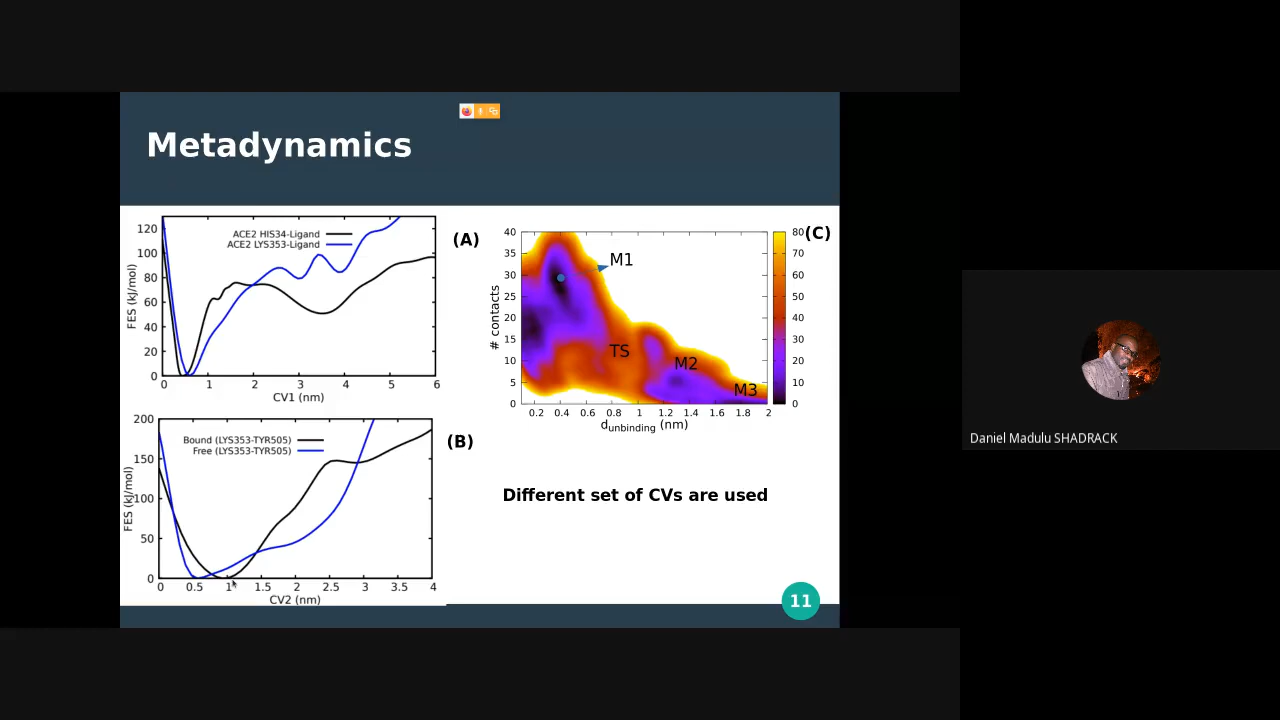 Metadynamics
120
100
80
60
40
20
0
FES (kJ/mol)
ACE2 HIS34-Ligand
ACE2 LYS353-Ligand
0 1 2 3 4 5 6
CV1 (nm)
(A)
200
150
100
50
0
FES (kJ/mol)
Bound (LYS353-TYR505)
Free (LYS353-TYR505)
0 0.5 1 1.5 2 2.5 3 3.5 4
CV2 (nm)
(B)
40
35
30
25
20
15
10
5
0
# contacts
M1
TS
M2
M3
0.2 0.4 0.6 0.8 1 1.2 1.4 1.6 1.8 2
dunbinding (nm)
80
70
60
50
40
30
20
10
0
(C)
Different set of CVs are used
11
Daniel Madulu SHADRACK